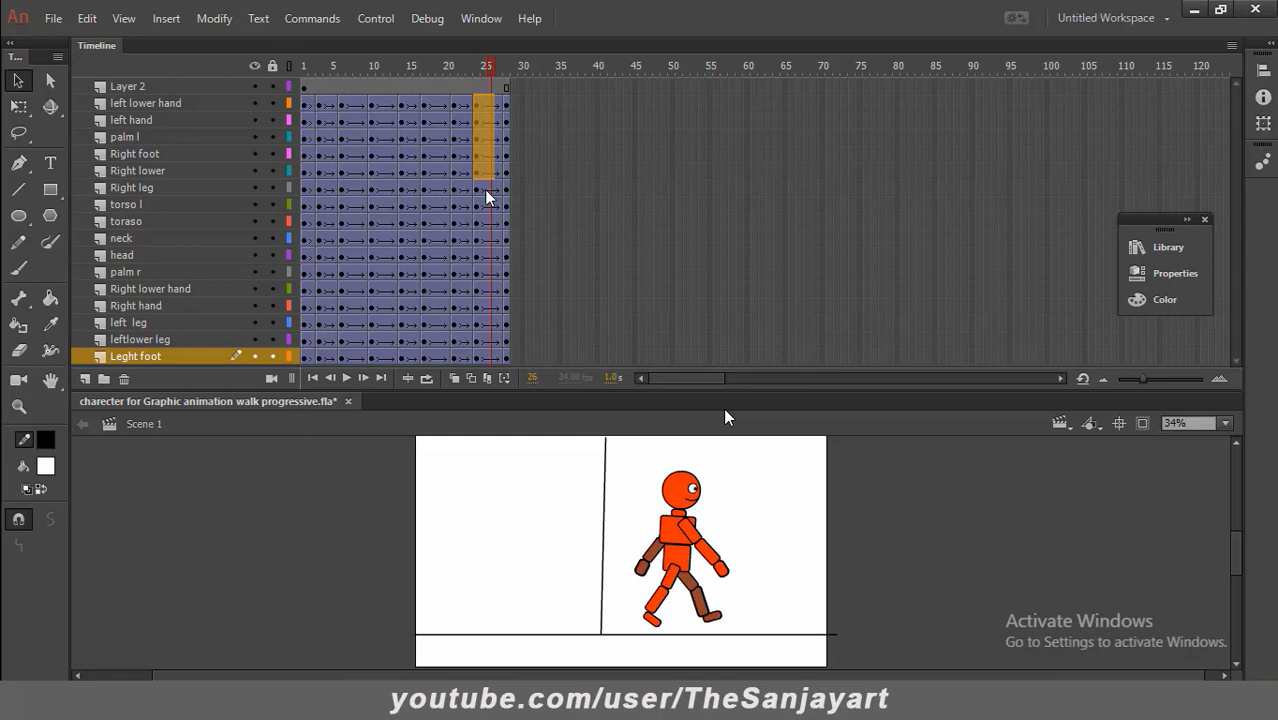 An File Edit View Insert Modify Text Commands Control Debug Window Help Untitled Workspace
Timeline
T...
1 5 10 15 20 25 30 35 40 45 50 55 60 65 70 75 80 85 90 95 100 105 110 115 120
Layer 2
left lower hand
left hand
palm l
Right foot
Right lower
Right leg
torso l
toraso
neck
head
palm r
Right lower hand
Right hand
left leg
leftlower leg
Leght foot
Library
Properties
Color
26 24.00 fps 1.0 s
charecter for Graphic animation walk progressive.fla*
Scene 1
34%
Activate Windows
Go to Settings to activate Windows.
youtube.com/user/TheSanjayart